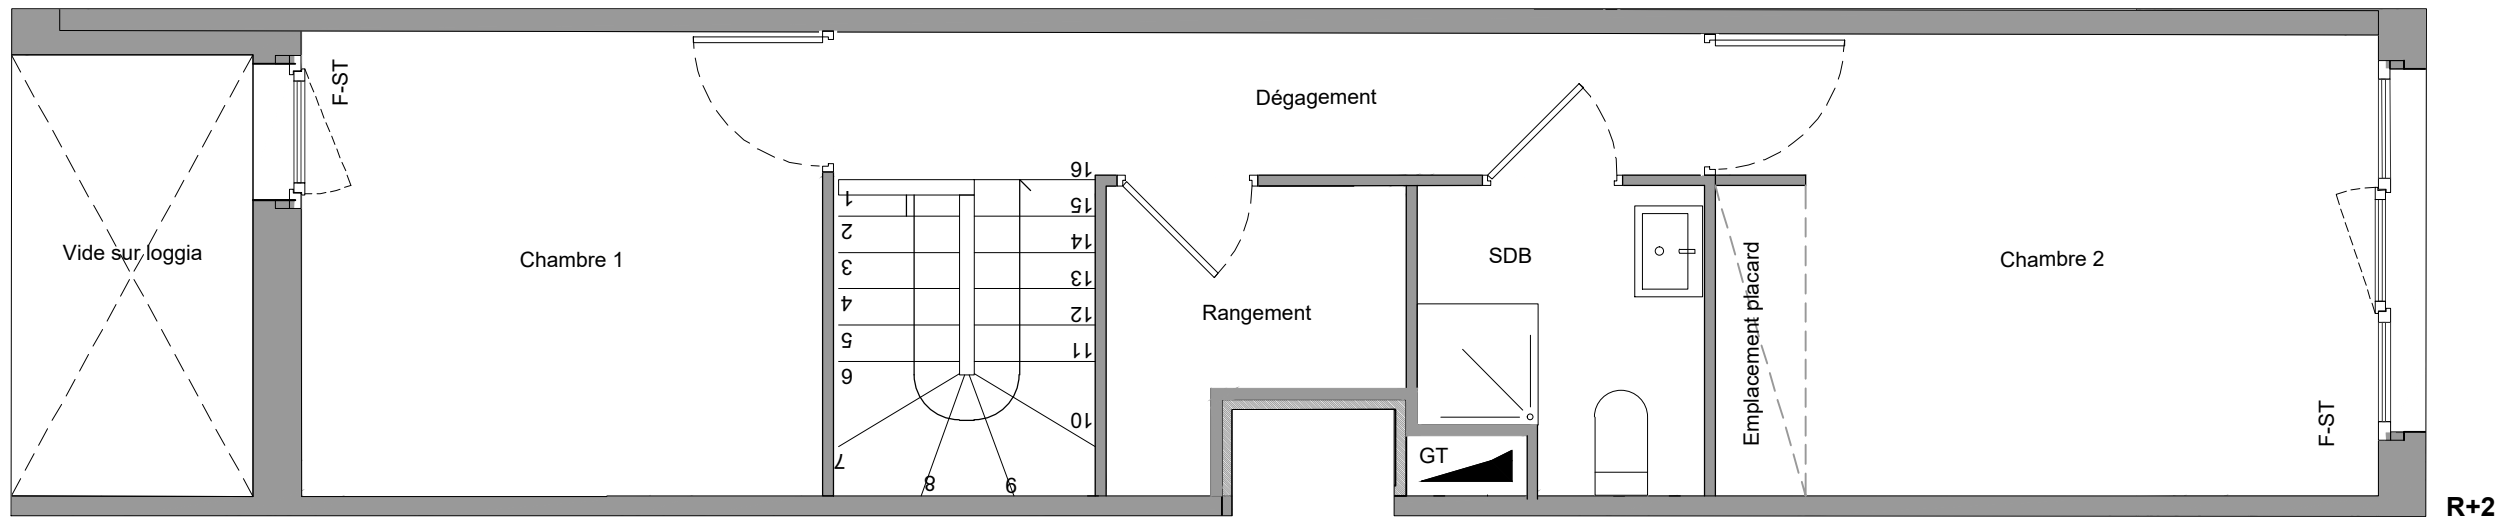 F-ST
Dégagement
Vide sur loggia
Chambre 1
1
2
3
4
5
6
7
8
9
10
11
12
13
14
15
16
Rangement
SDB
GT
Emplacement placard
Chambre 2
F-ST
R+2